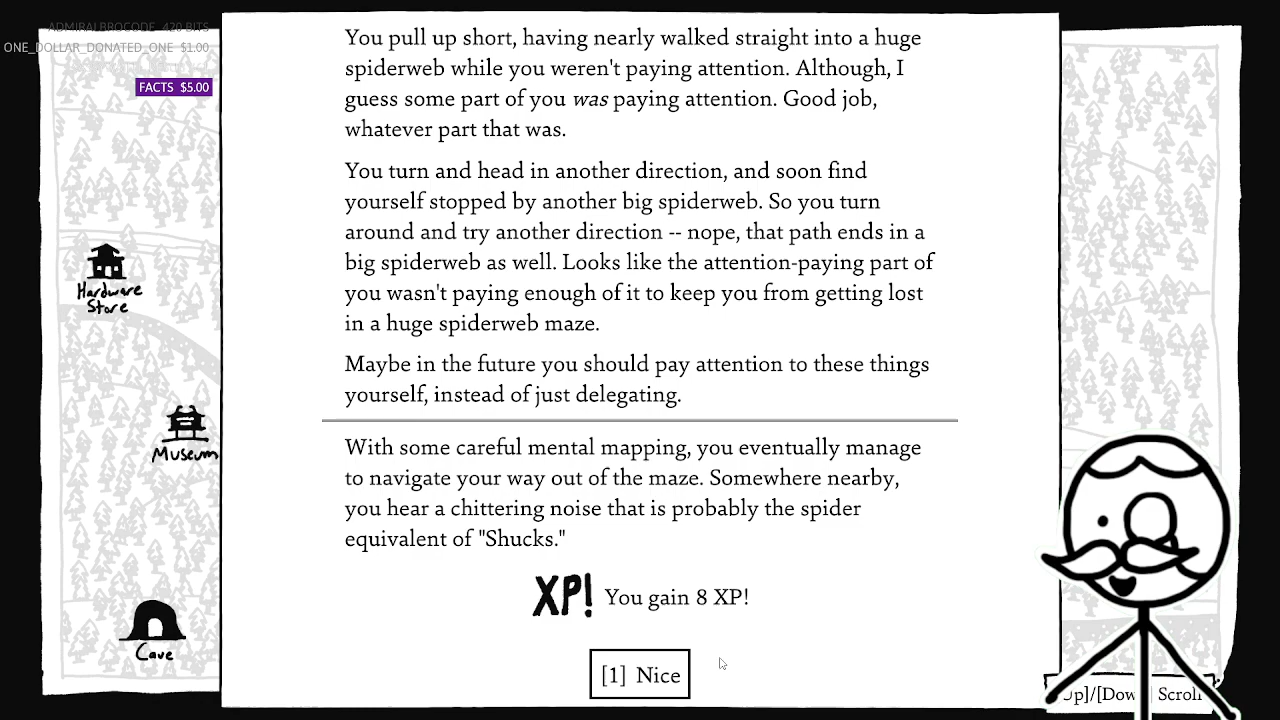 ADMIRALBROCODE 420 BITS
ONE_DOLLAR_DONATED_ONE $1.00
FACTS $5.00
You pull up short, having nearly walked straight into a huge
spiderweb while you weren't paying attention. Although, I
guess some part of you was paying attention. Good job,
whatever part that was.
You turn and head in another direction, and soon find
yourself stopped by another big spiderweb. So you turn
around and try another direction -- nope, that path ends in a
big spiderweb as well. Looks like the attention-paying part of
you wasn't paying enough of it to keep you from getting lost
in a huge spiderweb maze.
Maybe in the future you should pay attention to these things
yourself, instead of just delegating.
With some careful mental mapping, you eventually manage
to navigate your way out of the maze. Somewhere nearby,
you hear a chittering noise that is probably the spider
equivalent of "Shucks."
XP! You gain 8 XP!
[1] Nice
Hardware
Store
Museum
Cave
Up]/[Dow Scroll